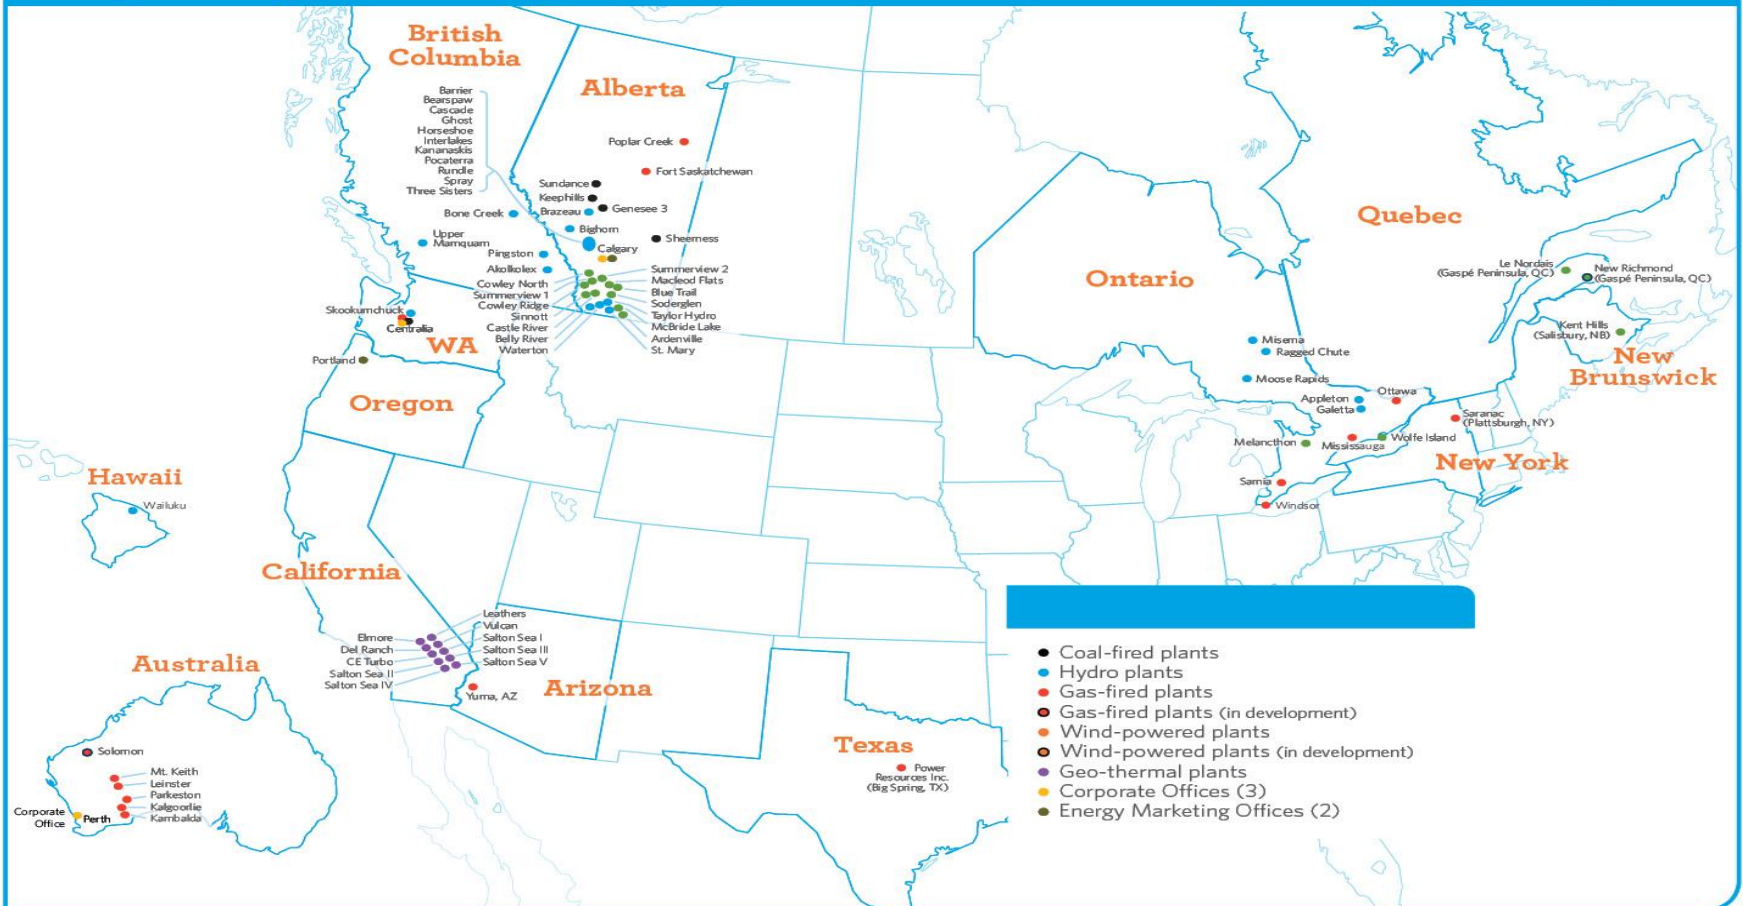 British
Columbia
Alberta
Barrier
Bearspaw
Cascade
Ghost
Horseshoe
Interlakes
Kananaskis
Pocaterra
Rundle
Spray
Three Sisters
Poplar Creek
Fort Saskatchewan
Sundance
Keephills
Genesee 3
Brazeau
Bone Creek
Bighorn
Upper
Mamquam
Sheerness
Calgary
Pingston
Akolkolex
Cowley North
Summerview 1
Cowley Ridge
Sinnott
Castle River
Belly River
Waterton
Summerview 2
Macleod Flats
Blue Trail
Soderglen
Taylor Hydro
McBride Lake
Ardenville
St. Mary
Skookumchuck
Centralia
WA
Portland
Oregon
Quebec
Ontario
Le Nordais
(Gaspé Peninsula, QC)
New Richmond
(Gaspé Peninsula, QC)
Kent Hills
(Salisbury, NB)
New
Brunswick
Misema
Ragged Chute
Moose Rapids
Appleton
Galetta
Ottawa
Saranac
(Plattsburgh, NY)
Melancthon
Mississauga
Wolfe Island
New York
Sarnia
Windsor
Hawaii
Wailuku
California
Leathers
Vulcan
Elmore
Salton Sea I
Del Ranch
Salton Sea III
CE Turbo
Salton Sea V
Salton Sea II
Salton Sea IV
Yuma, AZ
Arizona
Australia
Solomon
Mt. Keith
Leinster
Parkeston
Kalgoorlie
Kambalda
Corporate
Office
Perth
Texas
Power
Resources Inc.
(Big Spring, TX)
Coal-fired plants
Hydro plants
Gas-fired plants
Gas-fired plants (in development)
Wind-powered plants
Wind-powered plants (in development)
Geo-thermal plants
Corporate Offices (3)
Energy Marketing Offices (2)